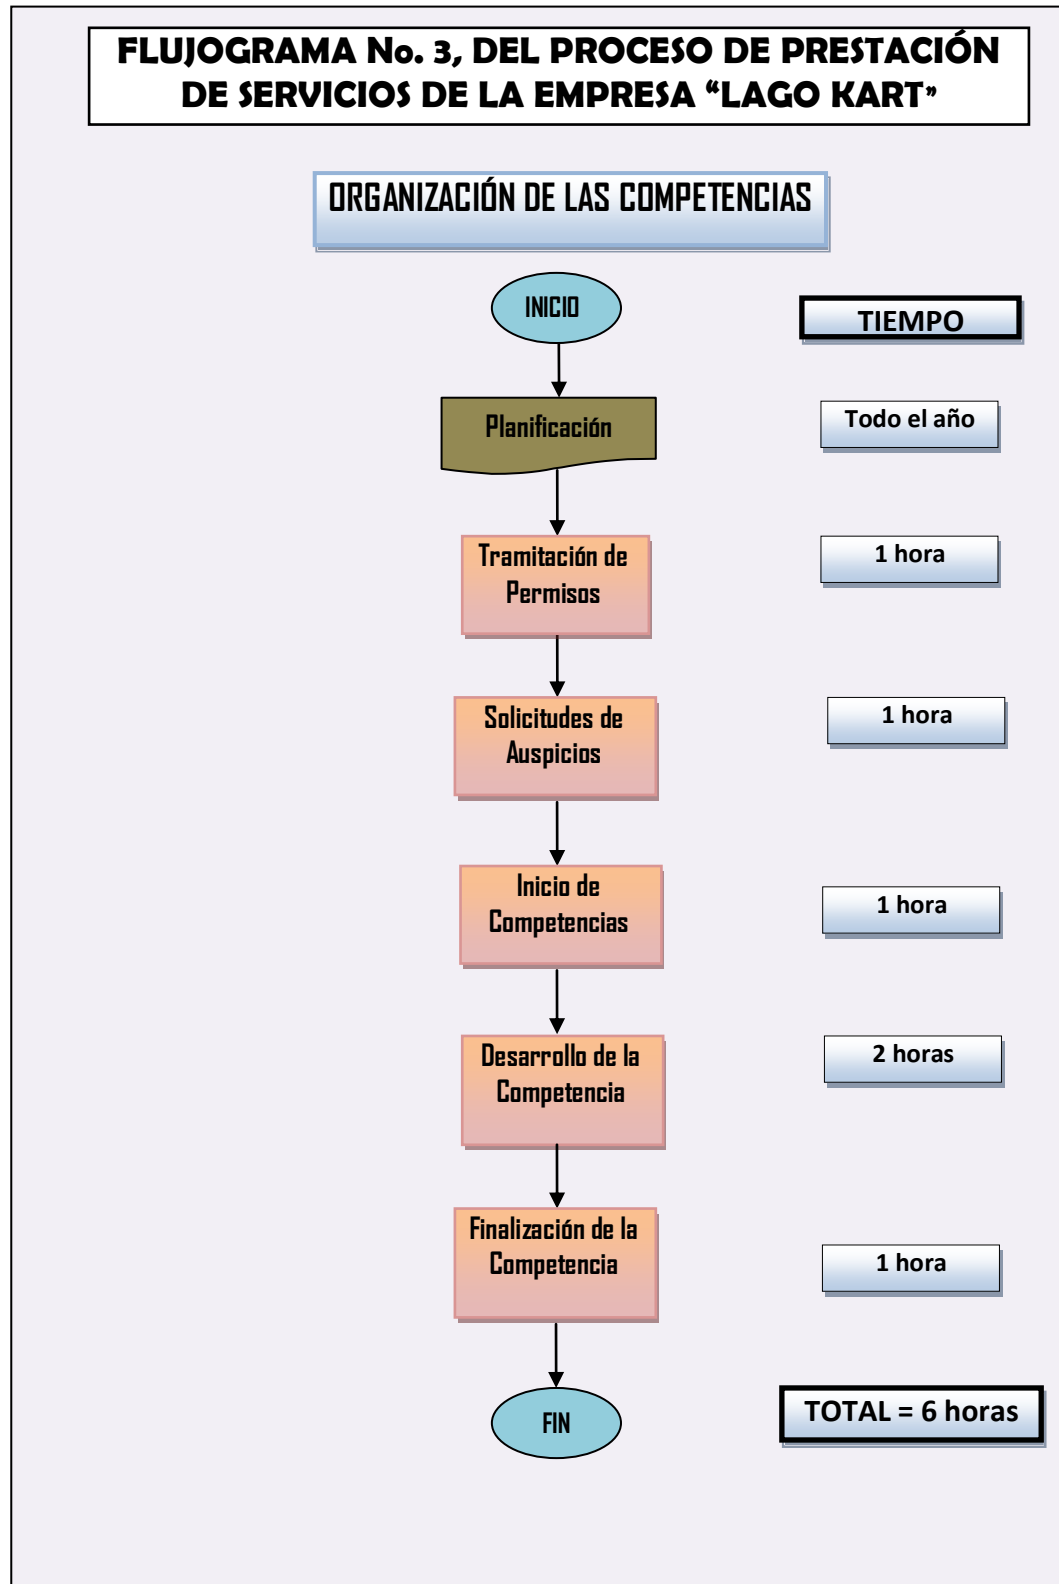 FLUJOGRAMA No. 3, DEL PROCESO DE PRESTACIÓN
DE SERVICIOS DE LA EMPRESA “LAGO KART”
ORGANIZACIÓN DE LAS COMPETENCIAS
INICIO
TIEMPO
Planificación
Todo el año
Tramitación de
Permisos
1 hora
Solicitudes de
Auspicios
1 hora
Inicio de
Competencias
1 hora
Desarrollo de la
Competencia
2 horas
Finalización de la
Competencia
1 hora
FIN
TOTAL = 6 horas